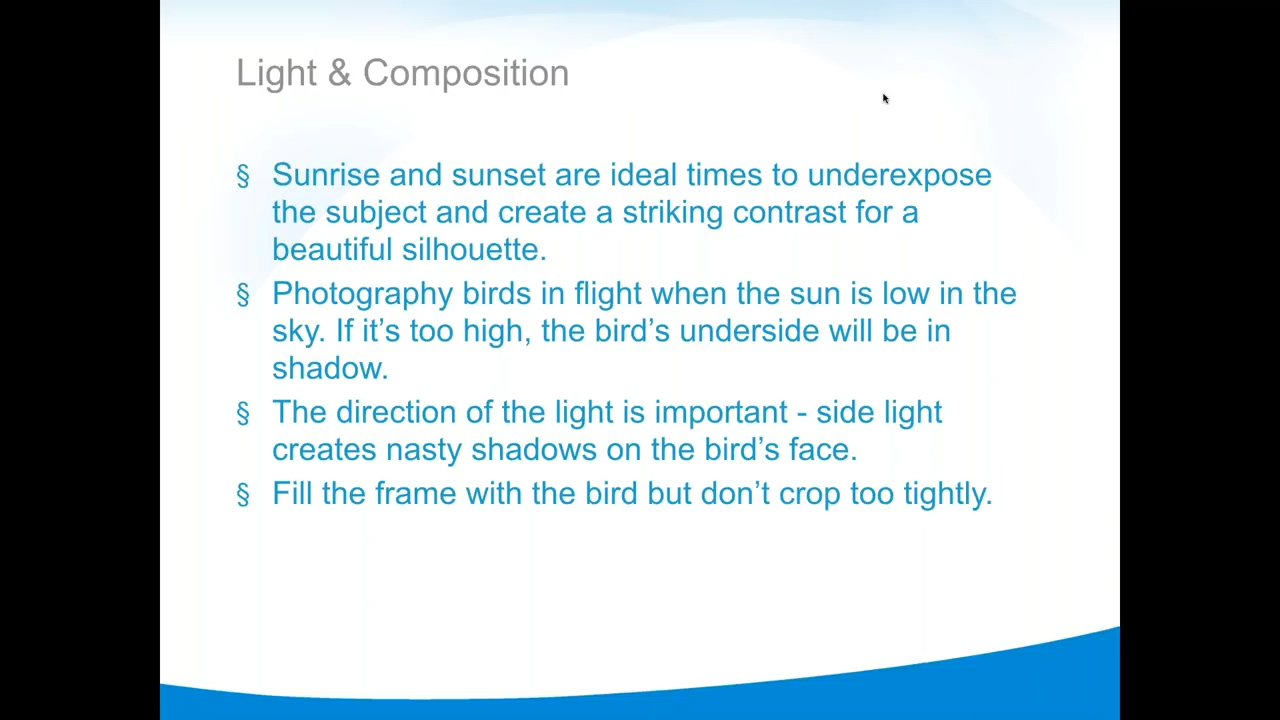 Light & Composition
§ Sunrise and sunset are ideal times to underexpose
the subject and create a striking contrast for a
beautiful silhouette.
§ Photography birds in flight when the sun is low in the
sky. If it’s too high, the bird’s underside will be in
shadow.
§ The direction of the light is important - side light
creates nasty shadows on the bird’s face.
§ Fill the frame with the bird but don’t crop too tightly.